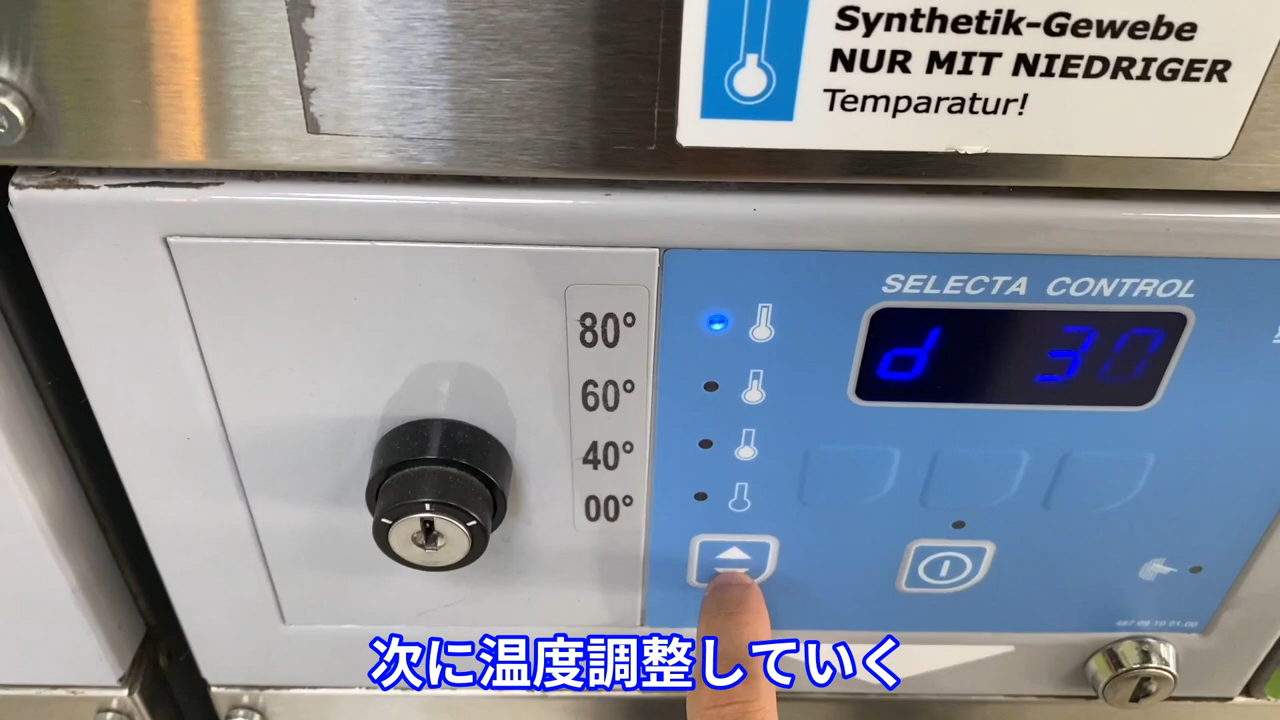 Synthetik-Gewebe
NUR MIT NIEDRIGER
Temparatur!
SELECTA CONTROL
d 30
80°
60°
40°
00°
次に温度調整していく